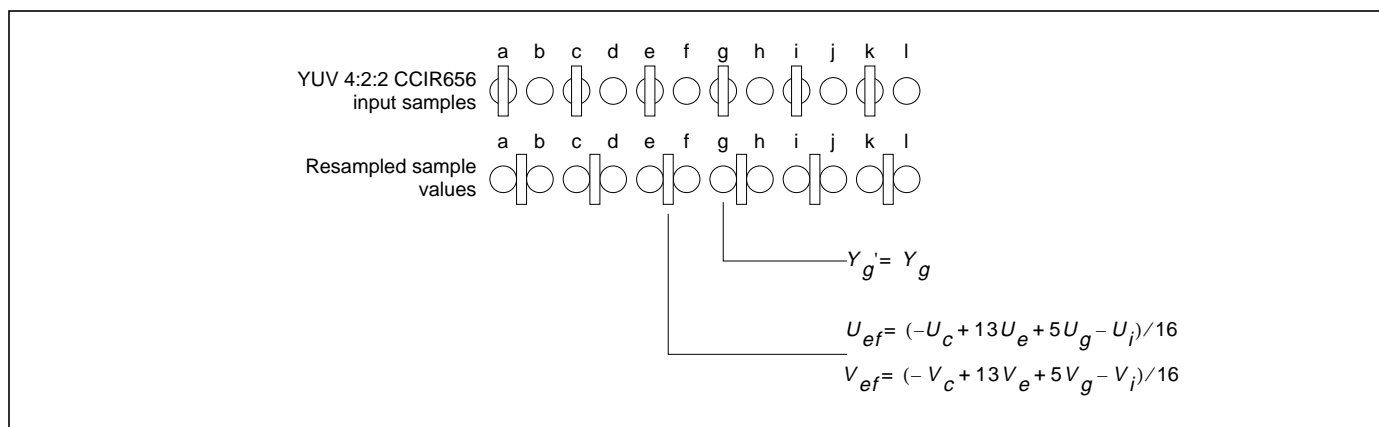 a b c d e f g h i j k l
YUV 4:2:2 CCIR656
input samples
a b c d e f g h i j k l
Resampled sample
values
Y_g' = Y_g
U_ef = (−U_c + 13U_e + 5U_g − U_i)/16
V_ef = (−V_c + 13V_e + 5V_g − V_i)/16